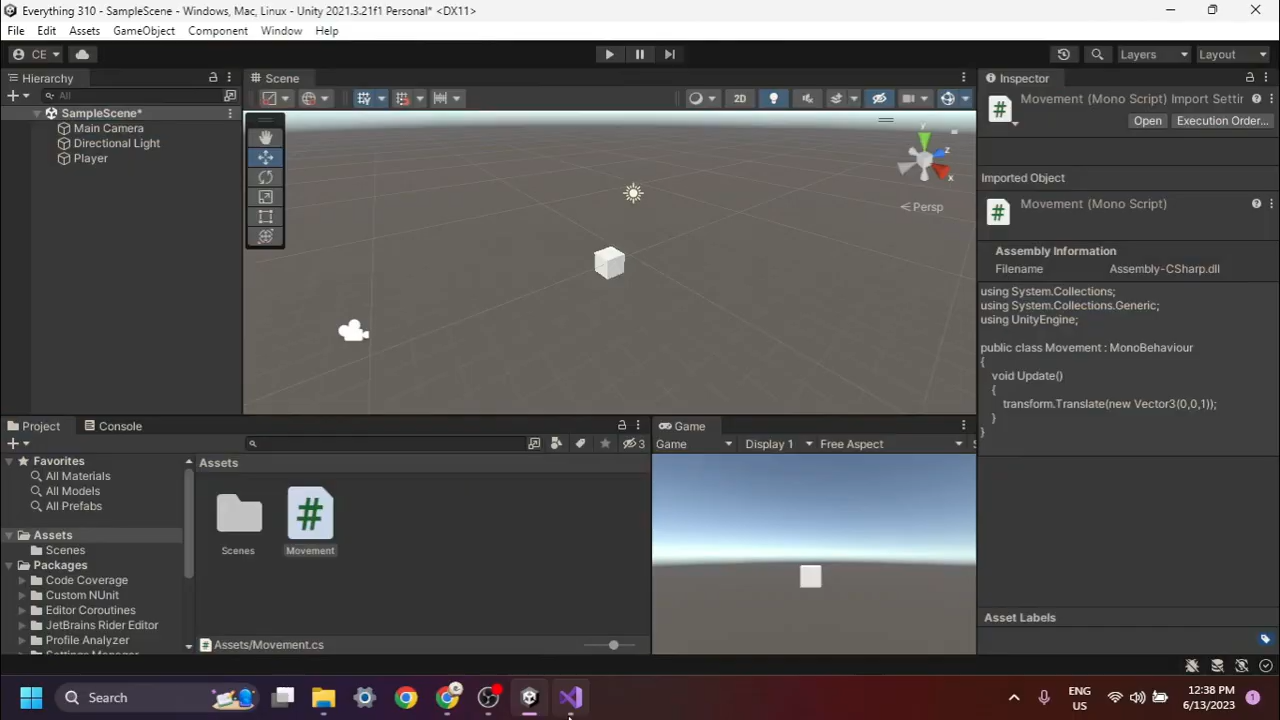 Everything 310 - SampleScene - Windows, Mac, Linux - Unity 2021.3.21f1 Personal* <DX11>
File Edit Assets GameObject Component Window Help
CE
Layers Layout
Hierarchy
All
SampleScene*
Main Camera
Directional Light
Player
Scene
2D
y
z
x
< Persp
Inspector
Movement (Mono Script) Import Settin
Open Execution Order...
Imported Object
Movement (Mono Script)
Assembly Information
Filename Assembly-CSharp.dll
using System.Collections;
using System.Collections.Generic;
using UnityEngine;
public class Movement : MonoBehaviour
{
void Update()
{
transform.Translate(new Vector3(0,0,1));
}
}
Project Console
3
Favorites
All Materials
All Models
All Prefabs
Assets
Scenes
Packages
Code Coverage
Custom NUnit
Editor Coroutines
JetBrains Rider Editor
Profile Analyzer
Assets
Scenes
#
Movement
Assets/Movement.cs
Game
Game Display 1 Free Aspect
Asset Labels
Search
ENG
US
12:38 PM
6/13/2023
1